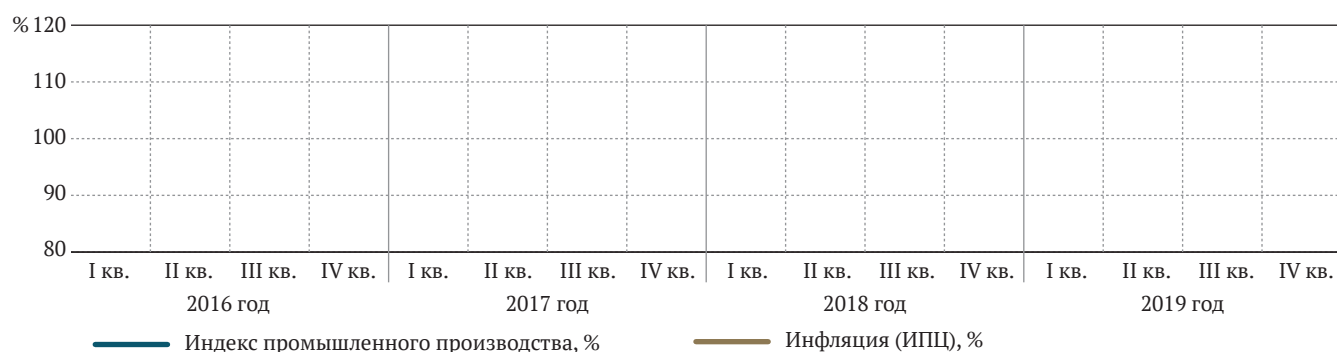 % 120
110
100
90
80
I кв. II кв. III кв. IV кв. I кв. II кв. III кв. IV кв. I кв. II кв. III кв. IV кв. I кв. II кв. III кв. IV кв.
2016 год 2017 год 2018 год 2019 год
Индекс промышленного производства, % Инфляция (ИПЦ), %